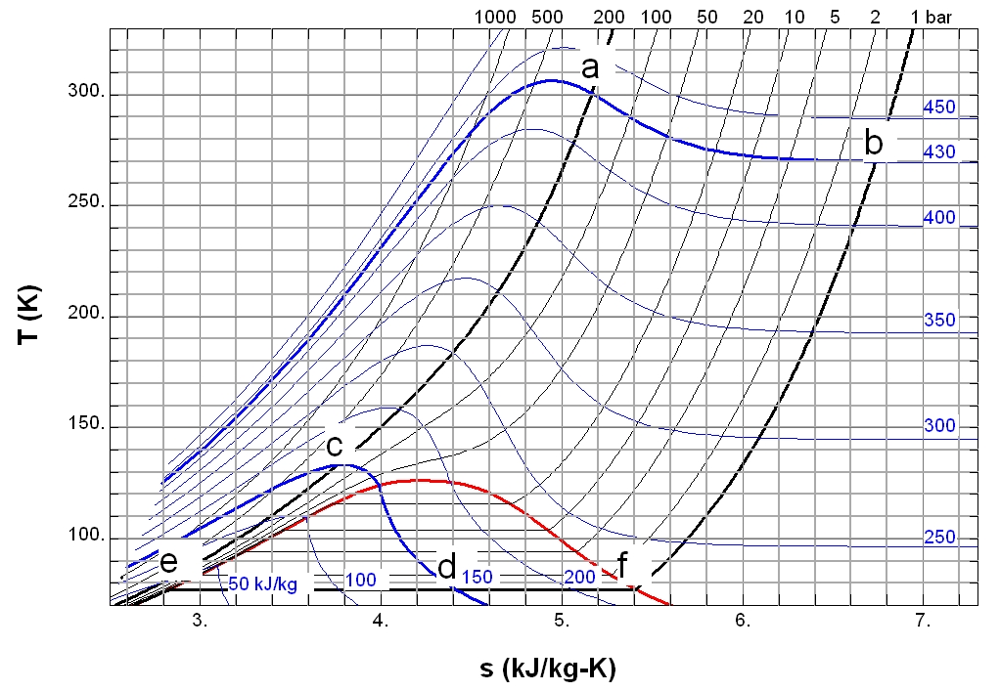 1000 500 200 100 50 20 10 5 2 1 bar
a
300.
450
b
430
250.
400
T (K)
200.
350
150.
300
c
100.
250
e
d
f
50 kJ/kg
100
150
200
3. 4. 5. 6. 7.
s (kJ/kg-K)